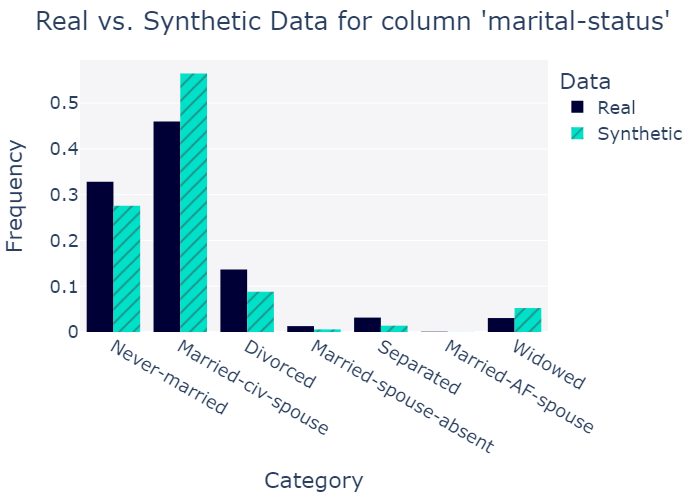 Real vs. Synthetic Data for column 'marital-status'
Data
Real
Synthetic
Frequency
0.5
0.4
0.3
0.2
0.1
0
Never-married
Married-civ-spouse
Divorced
Married-spouse-absent
Separated
Married-AF-spouse
Widowed
Category